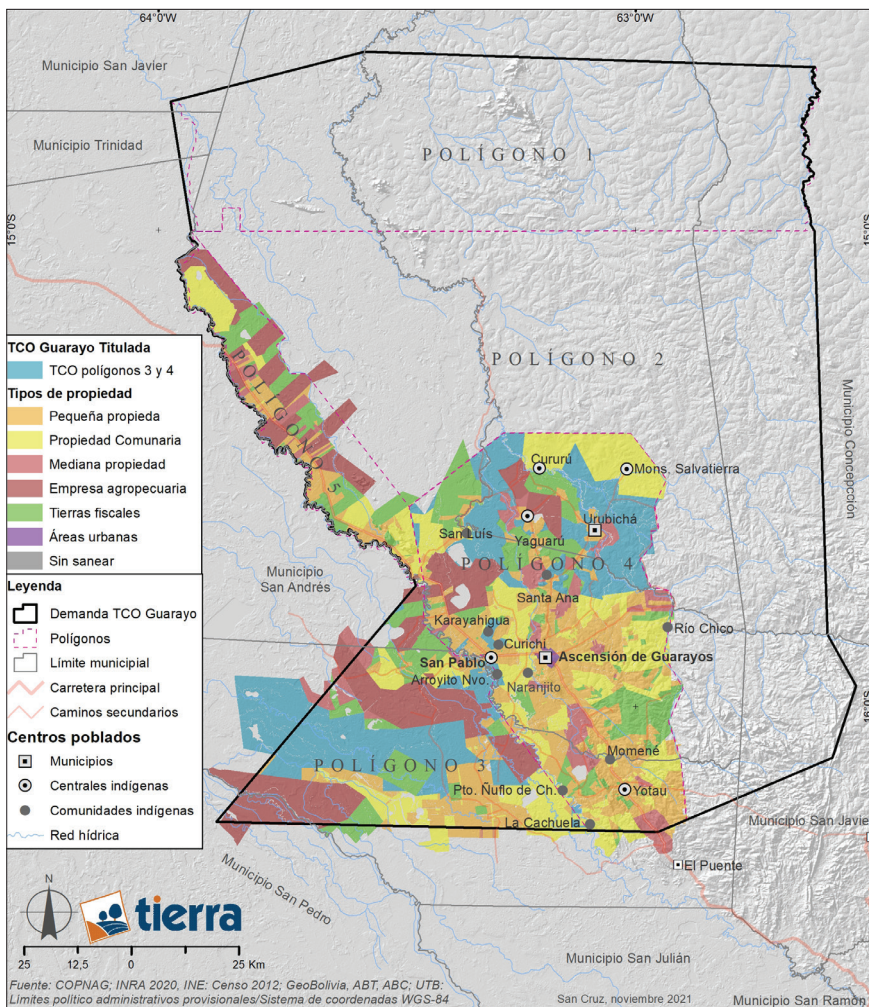 64°0'W
63°0'W
Municipio San Javier
Municipio Trinidad
POLÍGONO 1
15°0'S
15°0'S
POLÍGONO 2
POLÍGONO 5
Municipio Concepcción
TCO Guarayo Titulada
TCO polígonos 3 y 4
Tipos de propiedad
Pequeña propieda
Propiedad Comunaria
Mediana propiedad
Empresa agropecuaria
Tierras fiscales
Áreas urbanas
Sin sanear
Leyenda
Demanda TCO Guarayo
Polígonos
Límite municipal
Carretera principal
Caminos secundarios
Centros poblados
Municipios
Centrales indígenas
Comunidades indígenas
Red hídrica
Cururú
Mons. Salvatierra
San Luís
Yaguarú
Urubichá
POLÍGONO 4
Municipio
San Andrés
Santa Ana
Karayahigua
Río Chico
Curichi
San Pablo
Ascensión de Guarayos
Arroyito Nvo.
Naranjito
16°0'S
Momené
POLÍGONO 3
Pto. Ñuflo de Ch.
Yotau
La Cachuela
Municipio San Javie
El Puente
Municipio San Pedro
N
tierra
25 12,5 0 25 Km
Municipio San Julián
Fuente: COPNAG; INRA 2020, INE: Censo 2012; GeoBolivia, ABT, ABC; UTB:
Límites político administrativos provisionales/Sistema de coordenadas WGS-84
San Cruz, noviembre 2021
Municipio San Ramón